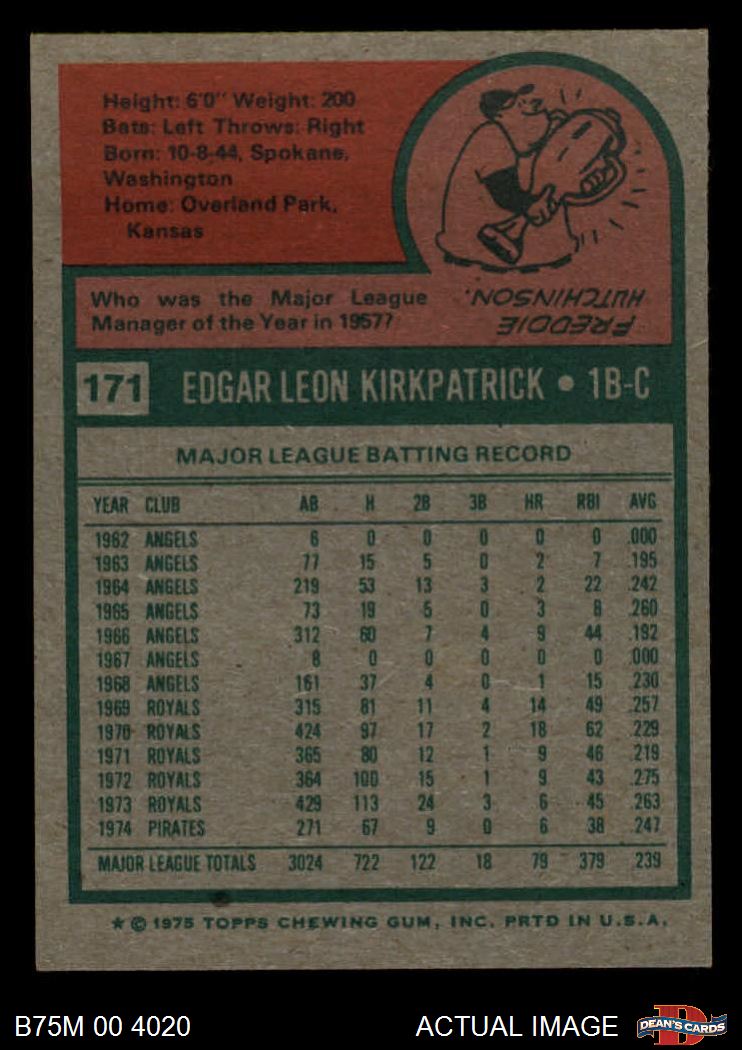 Height: 6'0" Weight: 200
Bats: Left Throws: Right
Born: 10-8-44, Spokane,
Washington
Home: Overland Park,
Kansas
Who was the Major League
Manager of the Year in 1957?
FREDDIE
HUTCHINSON.
171 EDGAR LEON KIRKPATRICK • 1B-C
MAJOR LEAGUE BATTING RECORD
YEAR CLUB AB H 2B 3B HR RBI AVG
1962 ANGELS 6 0 0 0 0 0 .000
1963 ANGELS 77 15 5 0 2 7 .195
1964 ANGELS 219 53 13 3 2 22 .242
1965 ANGELS 73 19 5 0 3 8 .260
1966 ANGELS 312 60 7 4 9 44 .192
1967 ANGELS 8 0 0 0 0 0 .000
1968 ANGELS 161 37 4 0 1 15 .230
1969 ROYALS 315 81 11 4 14 49 .257
1970 ROYALS 424 97 17 2 18 62 .229
1971 ROYALS 365 80 12 1 9 46 .219
1972 ROYALS 364 100 15 1 9 43 .275
1973 ROYALS 429 113 24 3 6 45 .263
1974 PIRATES 271 67 9 0 6 38 .247
MAJOR LEAGUE TOTALS 3024 722 122 18 79 379 .239
★ © 1975 TOPPS CHEWING GUM, INC. PRTD IN U.S.A.
B75M 00 4020 ACTUAL IMAGE
DEAN'S CARDS